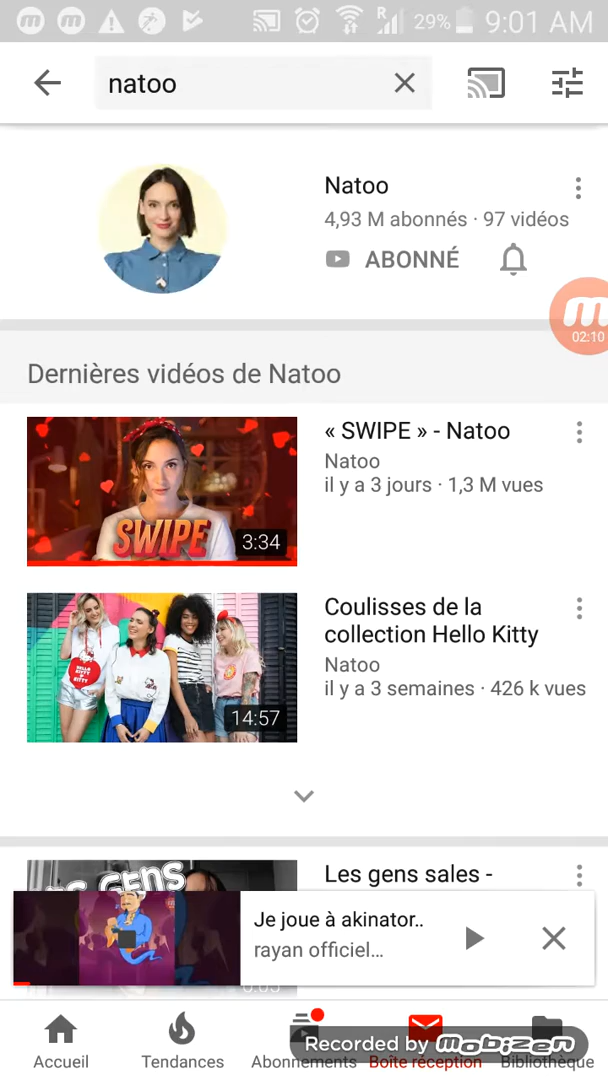 29% 9:01 AM
natoo
Natoo
4,93 M abonnés · 97 vidéos
ABONNÉ
02:10
Dernières vidéos de Natoo
« SWIPE » - Natoo
Natoo
il y a 3 jours · 1,3 M vues
SWIPE
3:34
Coulisses de la
collection Hello Kitty
Natoo
il y a 3 semaines · 426 k vues
14:57
Les gens sales -
GENS
Je joue à akinator..
rayan officiel...
Recorded by mobizen
Accueil Tendances Abonnements Boîte réception Bibliothèque